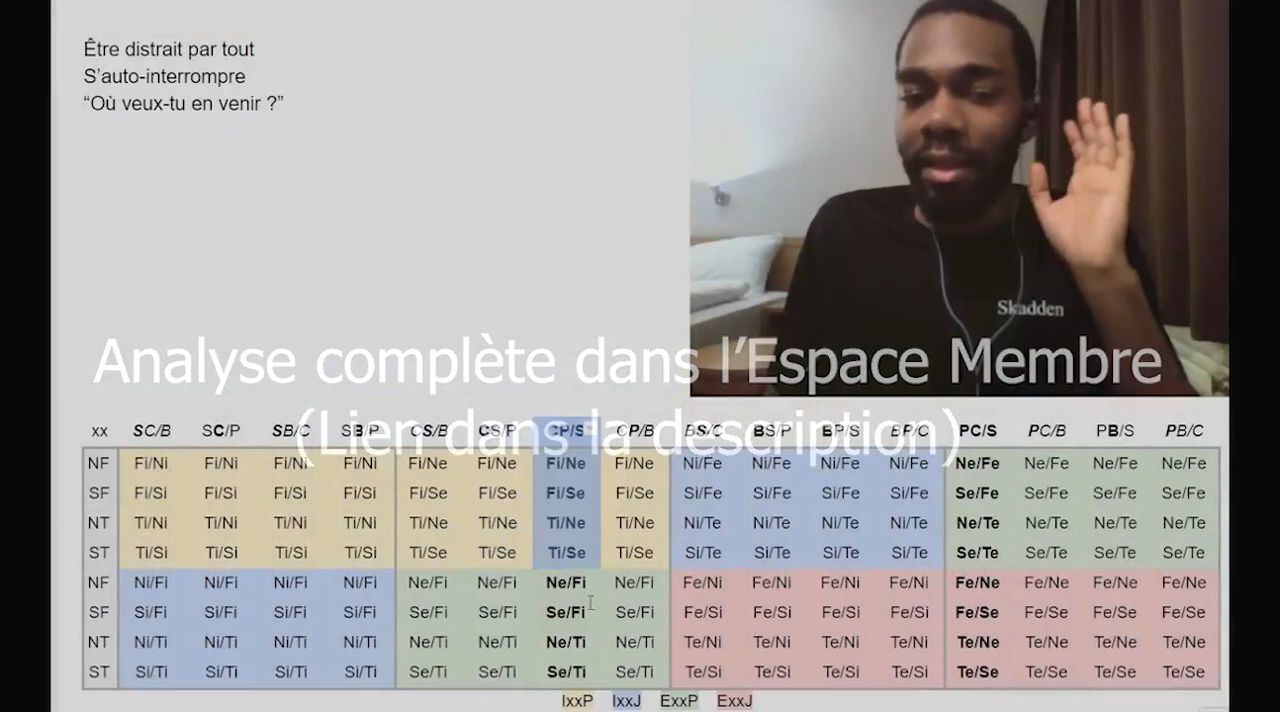 Être distrait par tout
S'auto-interrompre
“Où veux-tu en venir ?”
Skadden
Analyse complète dans l'Espace Membre
(Lien dans la description)
xx SC/B SC/P SB/C SB/P CS/B CS/P CP/S CP/B BS/C BS/P BP/S BP/C PC/S PC/B PB/S PB/C
NF Fi/Ni Fi/Ni Fi/Ni Fi/Ni Fi/Ne Fi/Ne Fi/Ne Fi/Ne Ni/Fe Ni/Fe Ni/Fe Ni/Fe Ne/Fe Ne/Fe Ne/Fe Ne/Fe
SF Fi/Si Fi/Si Fi/Si Fi/Si Fi/Se Fi/Se Fi/Se Fi/Se Si/Fe Si/Fe Si/Fe Si/Fe Se/Fe Se/Fe Se/Fe Se/Fe
NT Ti/Ni Ti/Ni Ti/Ni Ti/Ni Ti/Ne Ti/Ne Ti/Ne Ti/Ne Ni/Te Ni/Te Ni/Te Ni/Te Ne/Te Ne/Te Ne/Te Ne/Te
ST Ti/Si Ti/Si Ti/Si Ti/Si Ti/Se Ti/Se Ti/Se Ti/Se Si/Te Si/Te Si/Te Si/Te Se/Te Se/Te Se/Te Se/Te
NF Ni/Fi Ni/Fi Ni/Fi Ni/Fi Ne/Fi Ne/Fi Ne/Fi Ne/Fi Fe/Ni Fe/Ni Fe/Ni Fe/Ni Fe/Ne Fe/Ne Fe/Ne Fe/Ne
SF Si/Fi Si/Fi Si/Fi Si/Fi Se/Fi Se/Fi Se/Fi Se/Fi Fe/Si Fe/Si Fe/Si Fe/Si Fe/Se Fe/Se Fe/Se Fe/Se
NT Ni/Ti Ni/Ti Ni/Ti Ni/Ti Ne/Ti Ne/Ti Ne/Ti Ne/Ti Te/Ni Te/Ni Te/Ni Te/Ni Te/Ne Te/Ne Te/Ne Te/Ne
ST Si/Ti Si/Ti Si/Ti Si/Ti Se/Ti Se/Ti Se/Ti Se/Ti Te/Si Te/Si Te/Si Te/Si Te/Se Te/Se Te/Se Te/Se
IxxP IxxJ ExxP ExxJ